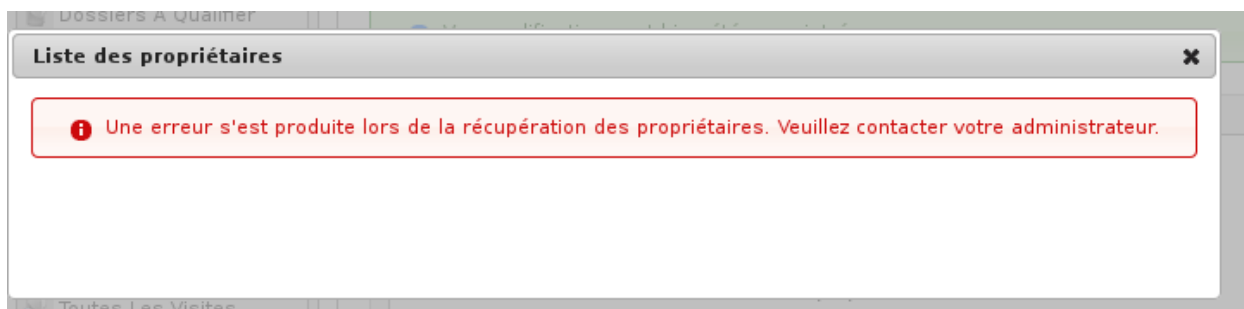 Dossiers A Qualifier
Liste des propriétaires
Une erreur s'est produite lors de la récupération des propriétaires. Veuillez contacter votre administrateur.
Toutes Les Visites